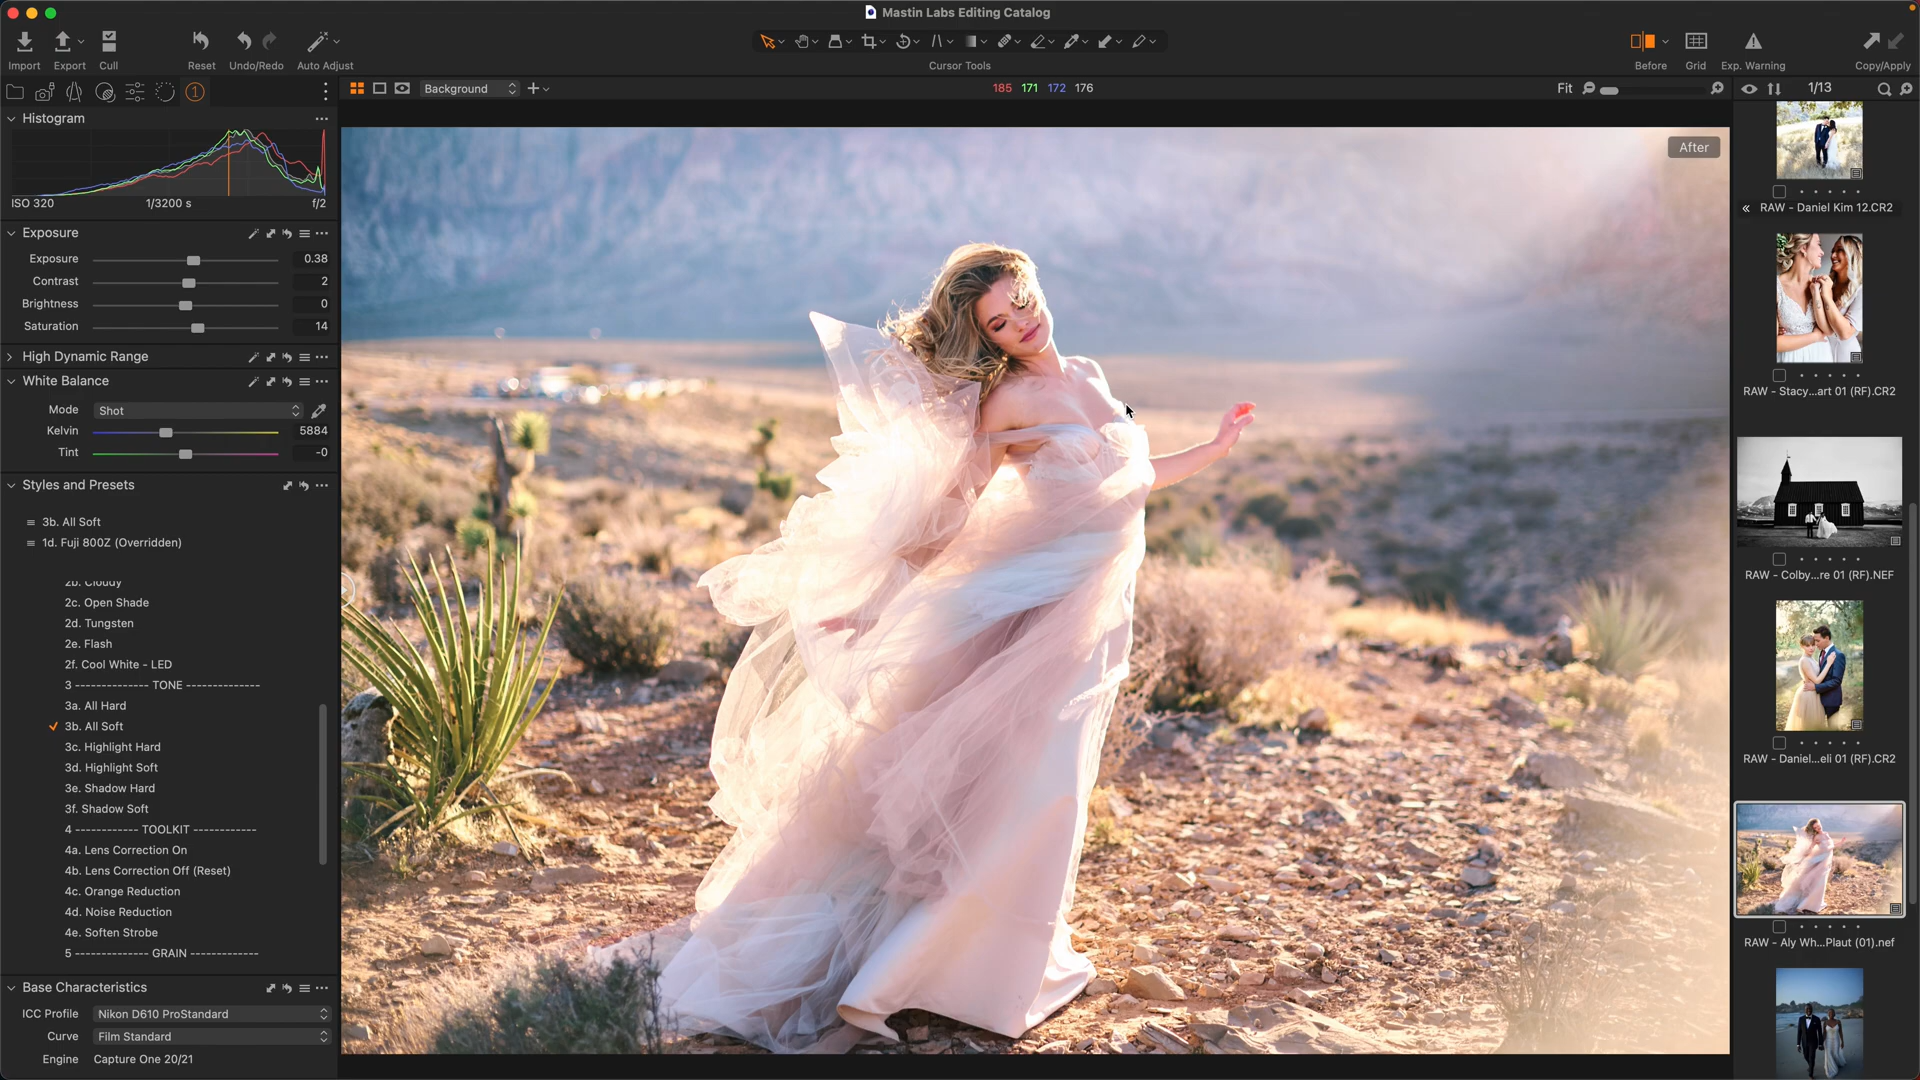 Mastin Labs Editing Catalog
Import
Export
Cull
Reset
Undo/Redo
Auto Adjust
Cursor Tools
Before
Grid
Exp. Warning
Copy/Apply
1
Background
185 171 172 176
Fit
1/13
Histogram
ISO 320 1/3200 s f/2
Exposure
Exposure 0.38
Contrast 2
Brightness 0
Saturation 14
High Dynamic Range
White Balance
Mode Shot
Kelvin 5884
Tint -0
Styles and Presets
3b. All Soft
1d. Fuji 800Z (Overridden)
2b. Cloudy
2c. Open Shade
2d. Tungsten
2e. Flash
2f. Cool White - LED
3 -------------- TONE --------------
3a. All Hard
3b. All Soft
3c. Highlight Hard
3d. Highlight Soft
3e. Shadow Hard
3f. Shadow Soft
4 ------------ TOOLKIT ------------
4a. Lens Correction On
4b. Lens Correction Off (Reset)
4c. Orange Reduction
4d. Noise Reduction
4e. Soften Strobe
5 -------------- GRAIN -------------
Base Characteristics
ICC Profile Nikon D610 ProStandard
Curve Film Standard
Engine Capture One 20/21
After
RAW - Daniel Kim 12.CR2
RAW - Stacy...art 01 (RF).CR2
RAW - Colby...re 01 (RF).NEF
RAW - Daniel...eli 01 (RF).CR2
RAW - Aly Wh...Plaut (01).nef